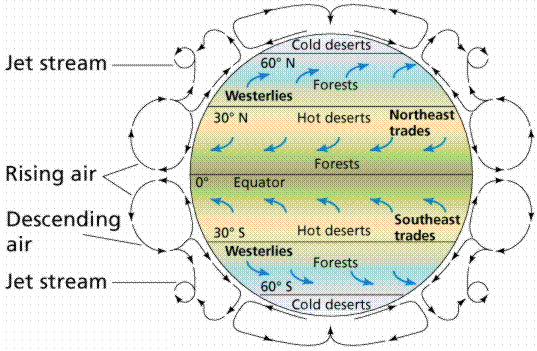 Cold deserts
60° N
Jet stream
Forests
Westerlies
30° N
Hot deserts
Northeast
trades
Forests
Rising air
0°
Equator
Descending
air
Southeast
trades
30° S
Hot deserts
Westerlies
Forests
Jet stream
60° S
Cold deserts